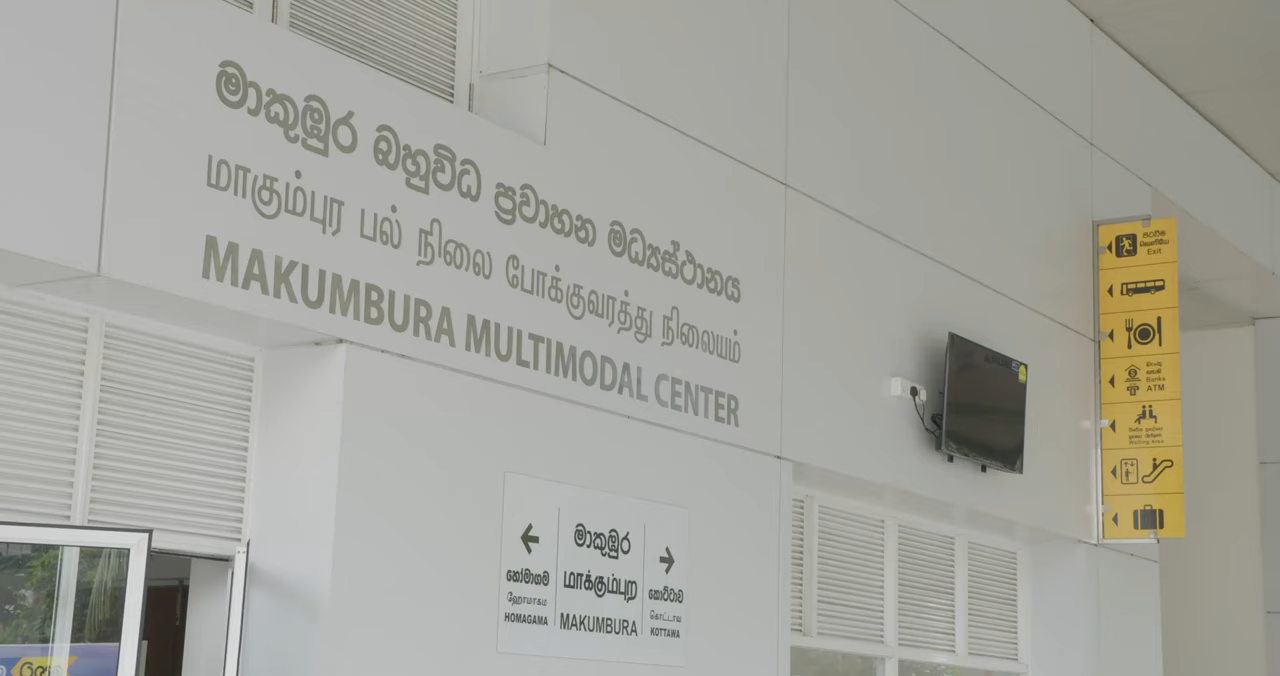 මාකුඹුර බහුවිධ ප්‍රවාහන මධ්‍යස්ථානය
மாகும்புர பல் நிலை போக்குவரத்து நிலையம்
MAKUMBURA MULTIMODAL CENTER
හෝමාගම
ஹோமாகம
HOMAGAMA
මාකුඹුර
மாக்கும்புற
MAKUMBURA
කොට්ටාව
கொட்டாவ
KOTTAWA
පිටවීම
வெளியே
Exit
Banks
ATM
Waiting Area